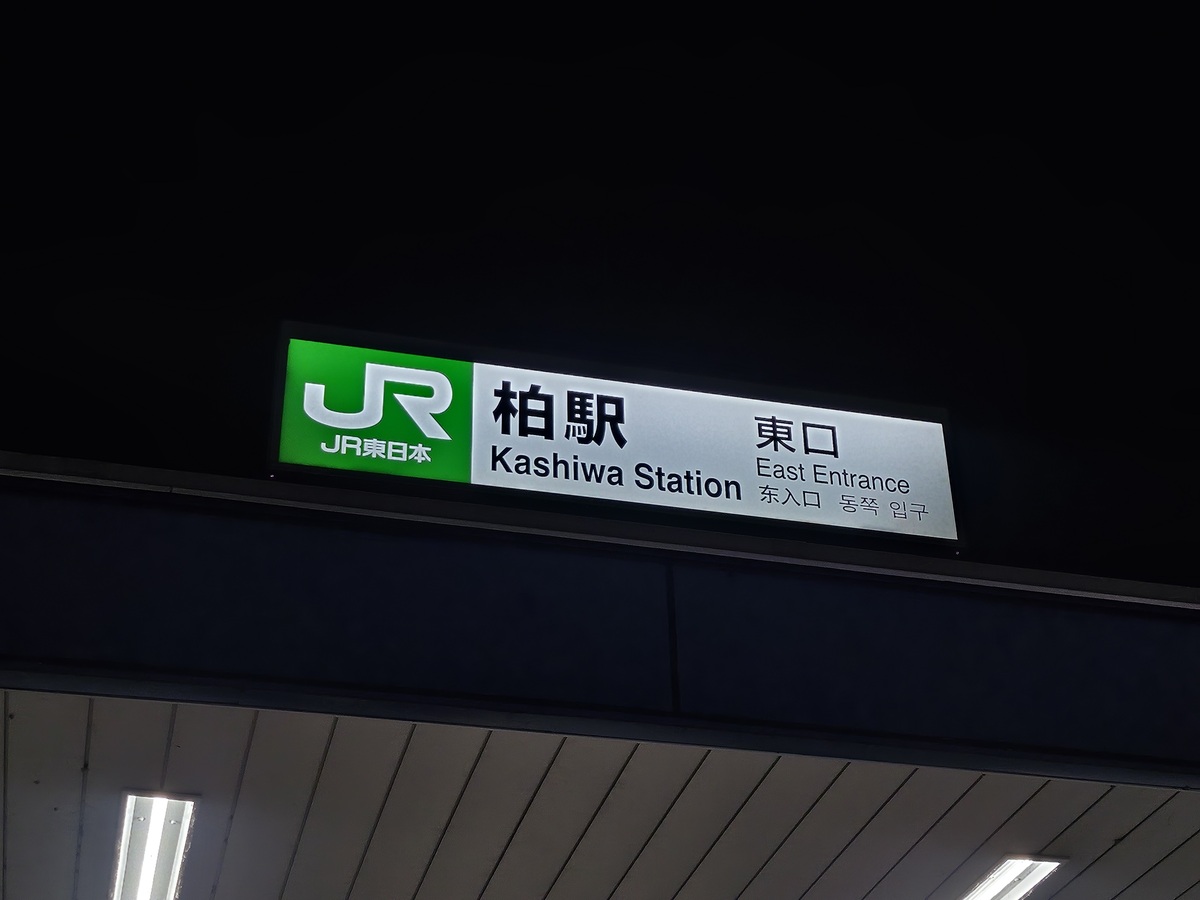 JR
JR東日本
柏駅
Kashiwa Station
東口
East Entrance
东入口 동쪽 입구